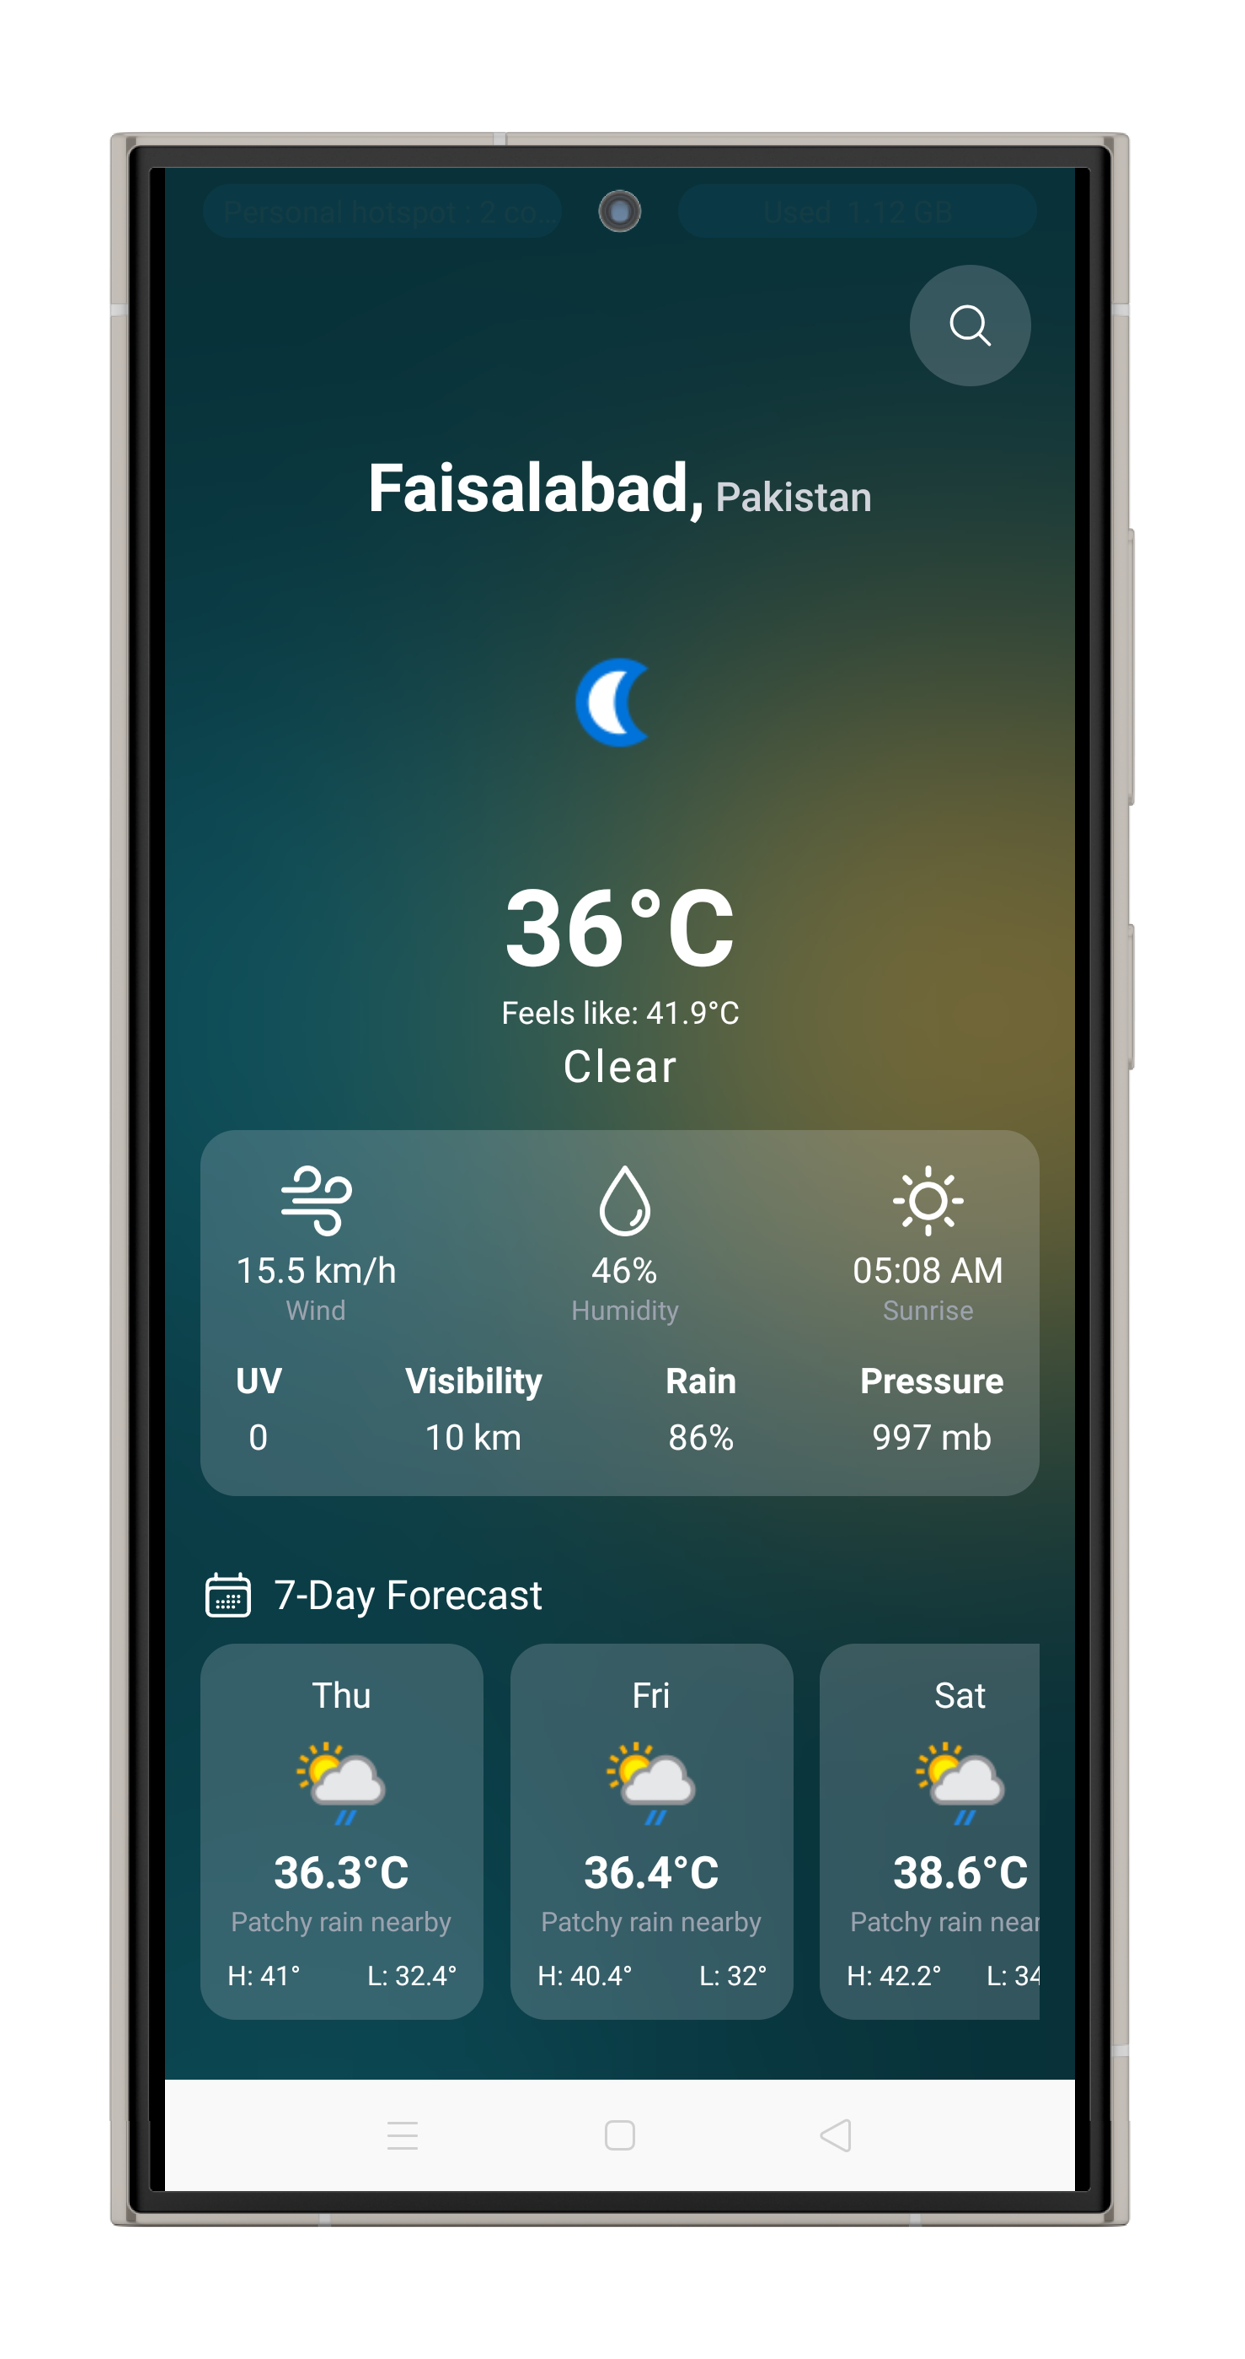 Personal hotspot : 2 co...
Used 1.12 GB
Faisalabad, Pakistan
36°C
Feels like: 41.9°C
Clear
15.5 km/h 46% 05:08 AM
Wind Humidity Sunrise
UV Visibility Rain Pressure
0 10 km 86% 997 mb
7-Day Forecast
Thu
36.3°C
Patchy rain nearby
H: 41° L: 32.4°
Fri
36.4°C
Patchy rain nearby
H: 40.4° L: 32°
Sat
38.6°C
Patchy rain near
H: 42.2° L: 34